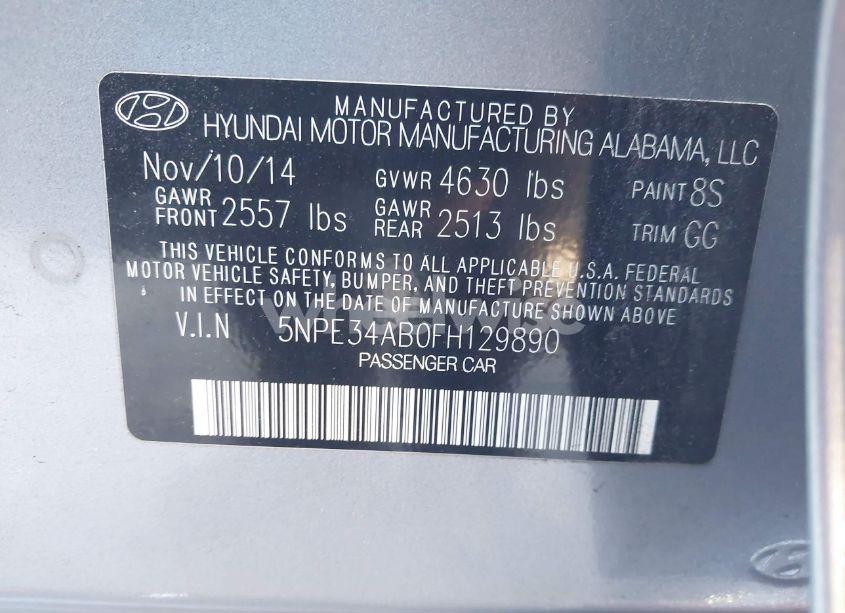 MANUFACTURED BY
HYUNDAI MOTOR MANUFACTURING ALABAMA, LLC
Nov/10/14 GVWR 4630 lbs PAINT 8S
GAWR FRONT 2557 lbs GAWR REAR 2513 lbs TRIM GG
THIS VEHICLE CONFORMS TO ALL APPLICABLE U.S.A. FEDERAL
MOTOR VEHICLE SAFETY, BUMPER, AND THEFT PREVENTION STANDARDS
IN EFFECT ON THE DATE OF MANUFACTURE SHOWN ABOVE
V.I.N 5NPE34AB0FH129890
PASSENGER CAR